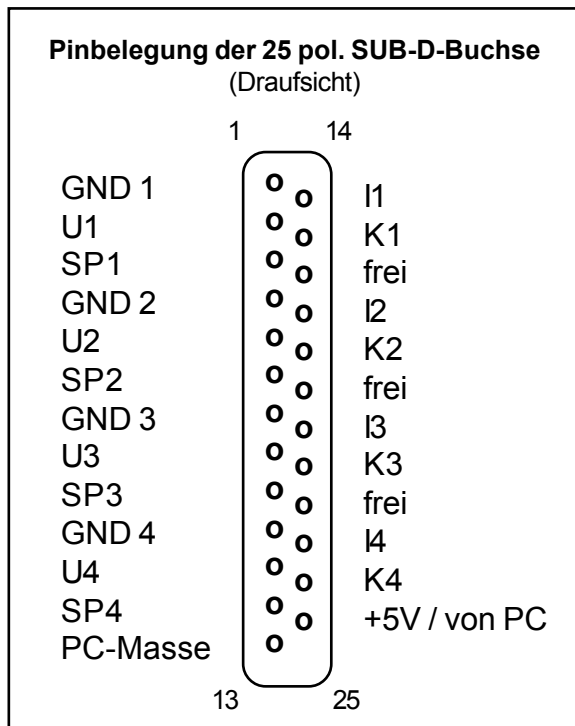 Pinbelegung der 25 pol. SUB-D-Buchse
(Draufsicht)
1 14
GND 1 I1
U1 K1
SP1 frei
GND 2 I2
U2 K2
SP2 frei
GND 3 I3
U3 K3
SP3 frei
GND 4 I4
U4 K4
SP4 +5V / von PC
PC-Masse
13 25